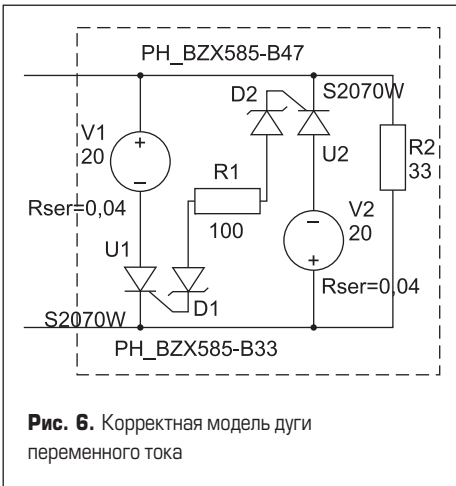 PH_BZX585-B47
D2
S2070W
V1
20
+
−
R1
100
U2
R2
33
Rser=0,04
V2
20
−
+
U1
Rser=0,04
S2070W
D1
PH_BZX585-B33
Рис. 6. Корректная модель дуги
переменного тока